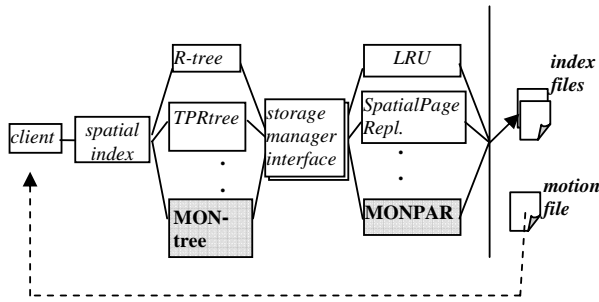 client
spatial
index
R-tree
TPRtree
.
.
MON-
tree
storage
manager
interface
LRU
SpatialPage
Repl.
.
.
MONPAR
index
files
motion
file